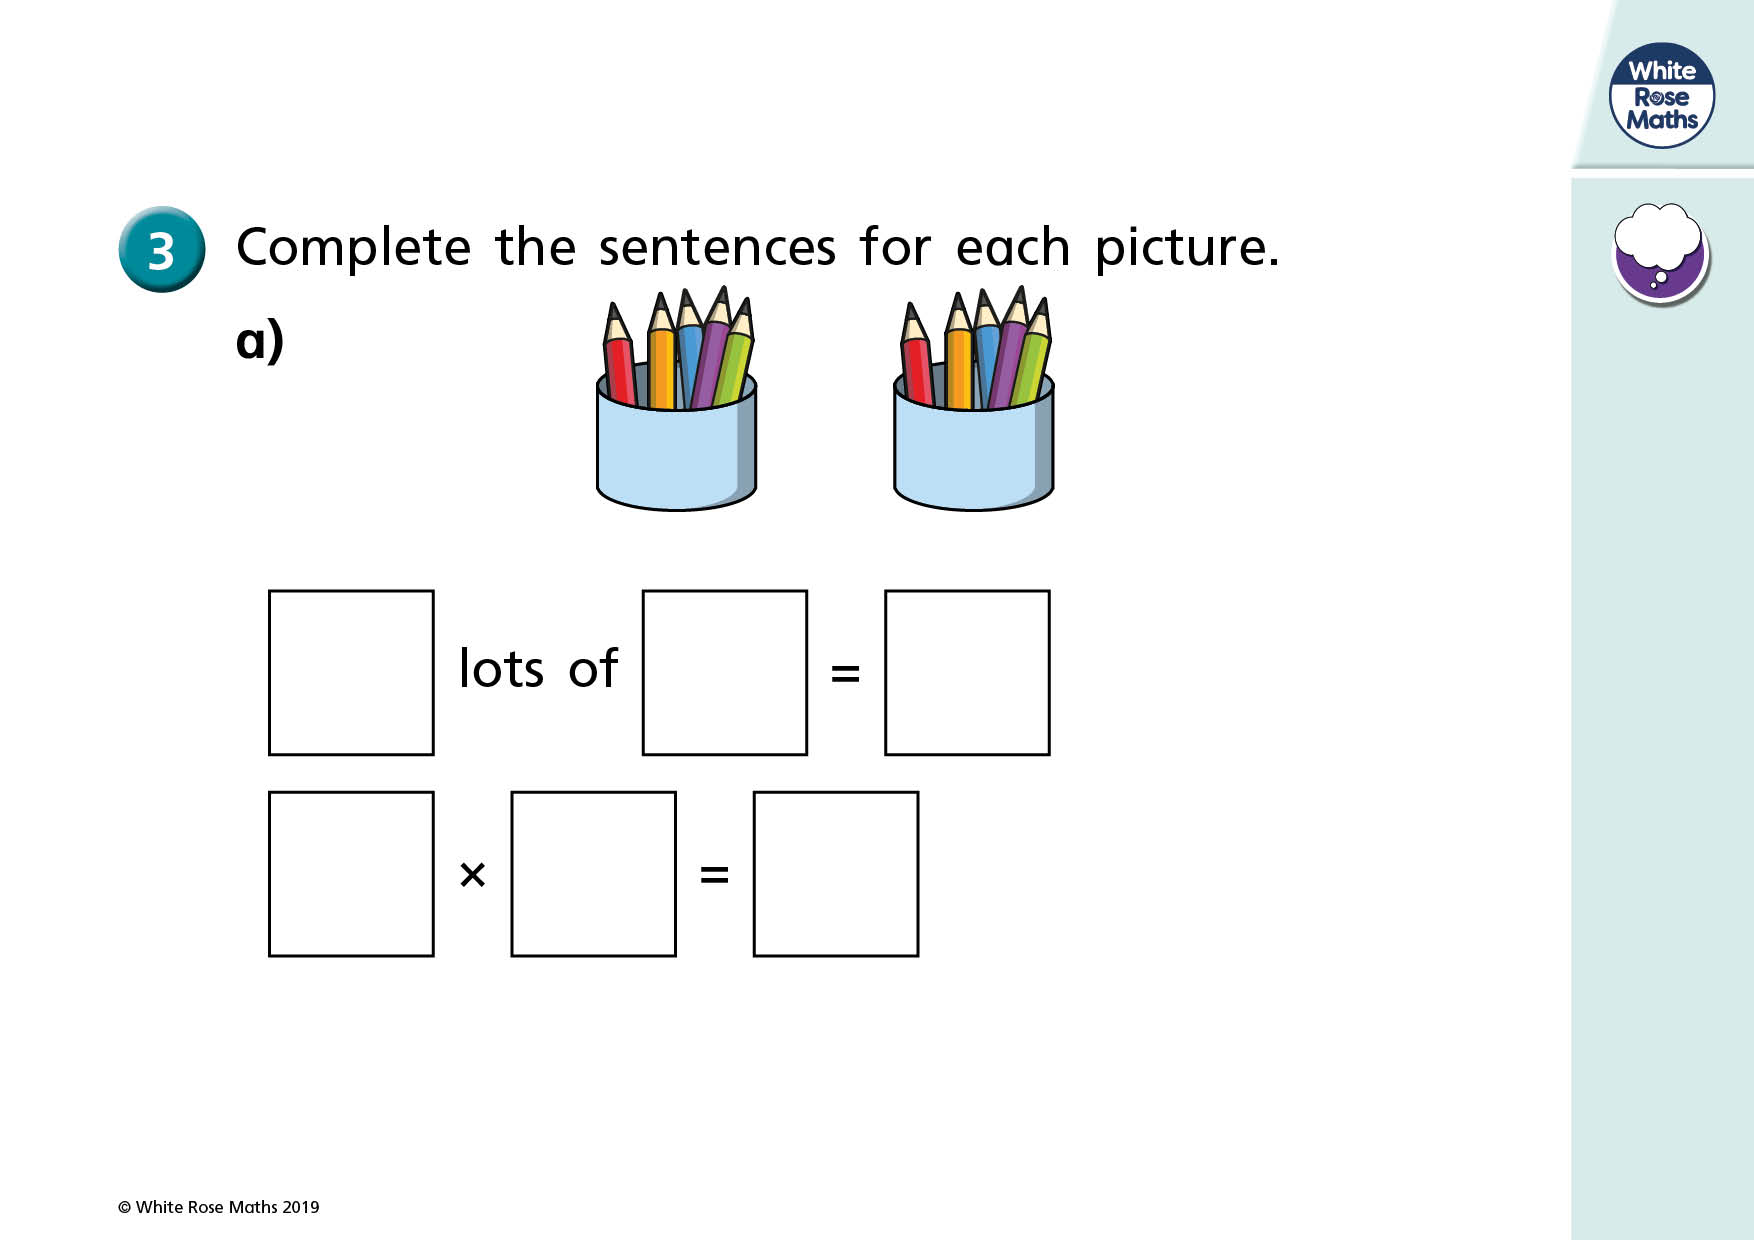 White
Rose
Maths
3 Complete the sentences for each picture.
a)
lots of =
× =
© White Rose Maths 2019